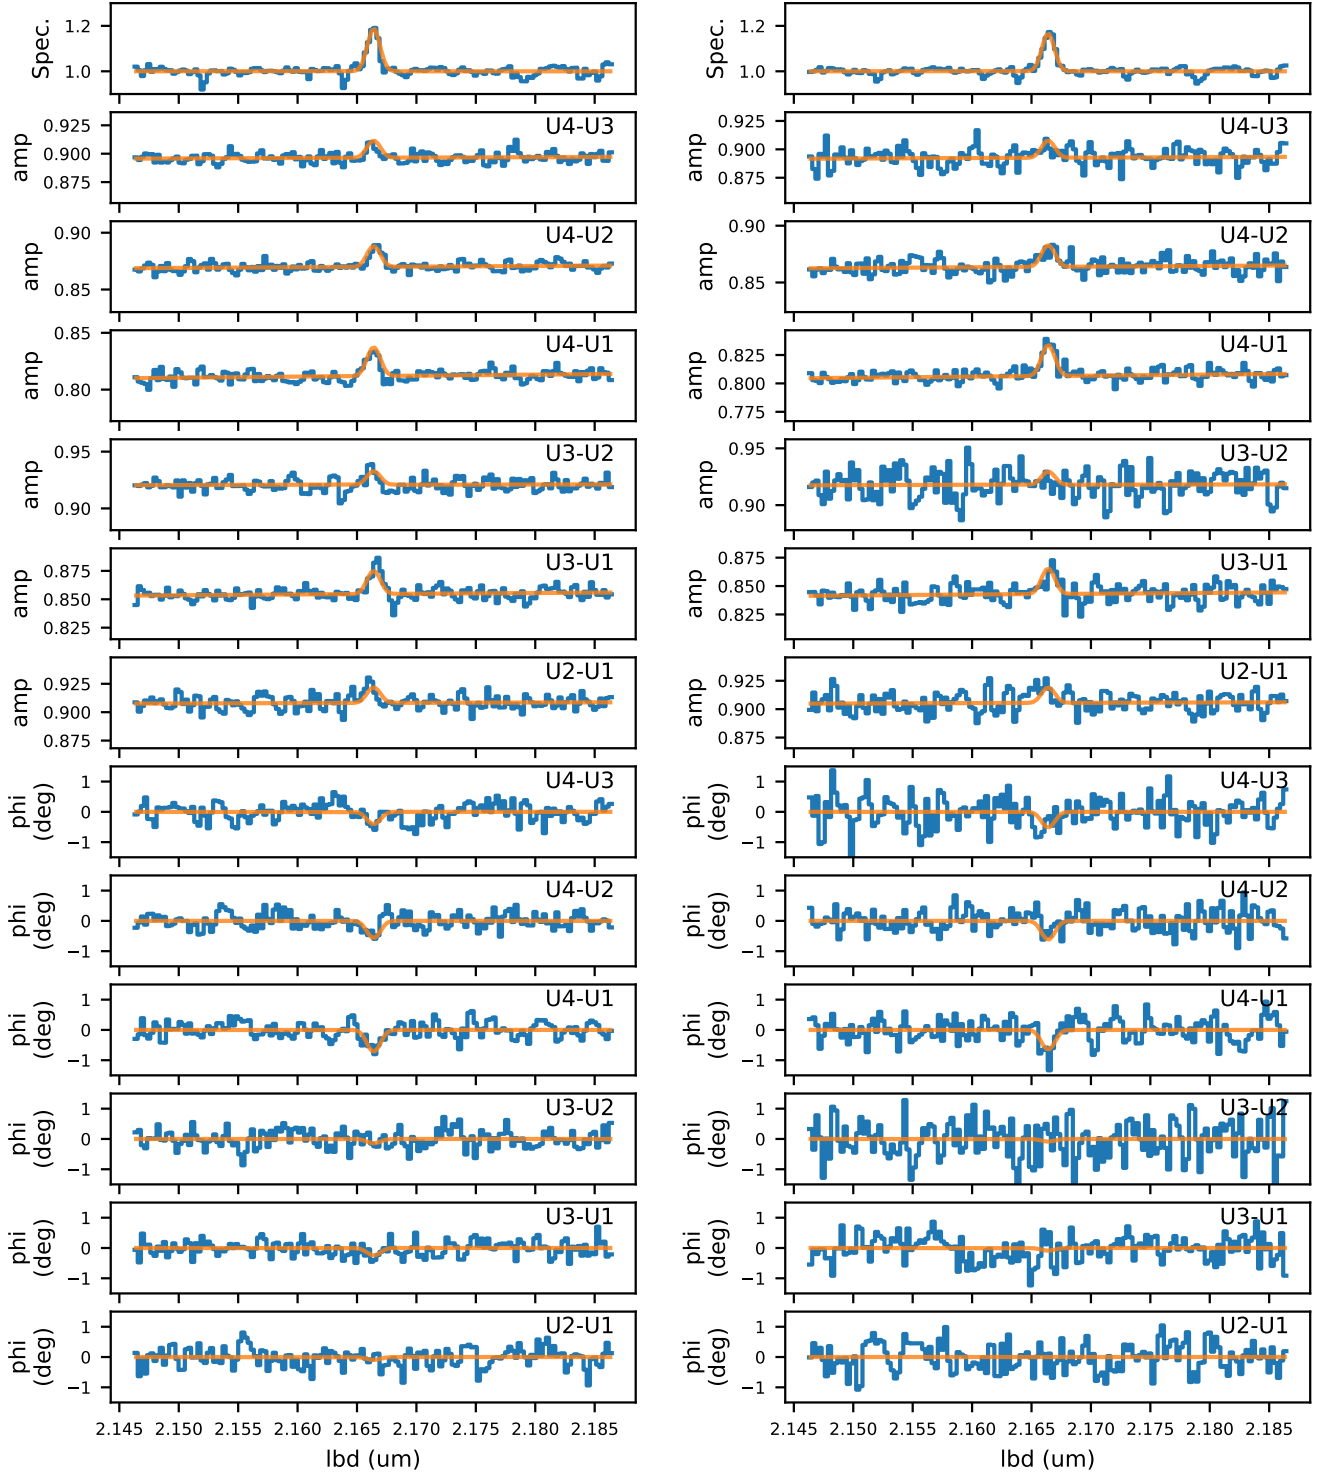 Spec. 1.2 1.0 Spec. 1.2 1.0
amp 0.925 0.900 0.875 U4-U3 amp 0.925 0.900 0.875 U4-U3
amp 0.90 0.85 U4-U2 amp 0.90 0.85 U4-U2
amp 0.85 0.80 U4-U1 amp 0.825 0.800 0.775 U4-U1
amp 0.95 0.90 U3-U2 amp 0.95 0.90 U3-U2
amp 0.875 0.850 0.825 U3-U1 amp 0.875 0.850 0.825 U3-U1
amp 0.925 0.900 0.875 U2-U1 amp 0.925 0.900 0.875 U2-U1
phi (deg) 1 0 −1 U4-U3 phi (deg) 1 0 −1 U4-U3
phi (deg) 1 0 −1 U4-U2 phi (deg) 1 0 −1 U4-U2
phi (deg) 1 0 −1 U4-U1 phi (deg) 1 0 −1 U4-U1
phi (deg) 1 0 −1 U3-U2 phi (deg) 1 0 −1 U3-U2
phi (deg) 1 0 −1 U3-U1 phi (deg) 1 0 −1 U3-U1
phi (deg) 1 0 −1 U2-U1 phi (deg) 1 0 −1 U2-U1
2.145 2.150 2.155 2.160 2.165 2.170 2.175 2.180 2.185 2.145 2.150 2.155 2.160 2.165 2.170 2.175 2.180 2.185
lbd (um) lbd (um)